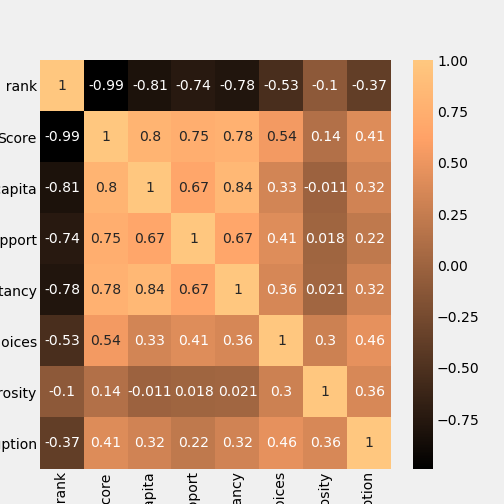 1.00
rank 1 -0.99 -0.81 -0.74 -0.78 -0.53 -0.1 -0.37
0.75
Score -0.99 1 0.8 0.75 0.78 0.54 0.14 0.41
0.50
capita -0.81 0.8 1 0.67 0.84 0.33 -0.011 0.32
0.25
pport -0.74 0.75 0.67 1 0.67 0.41 0.018 0.22
0.00
tancy -0.78 0.78 0.84 0.67 1 0.36 0.021 0.32
−0.25
oices -0.53 0.54 0.33 0.41 0.36 1 0.3 0.46
−0.50
rosity -0.1 0.14 -0.011 0.018 0.021 0.3 1 0.36
−0.75
uption -0.37 0.41 0.32 0.22 0.32 0.46 0.36 1
rank
core
apita
pport
ancy
ices
osity
tion